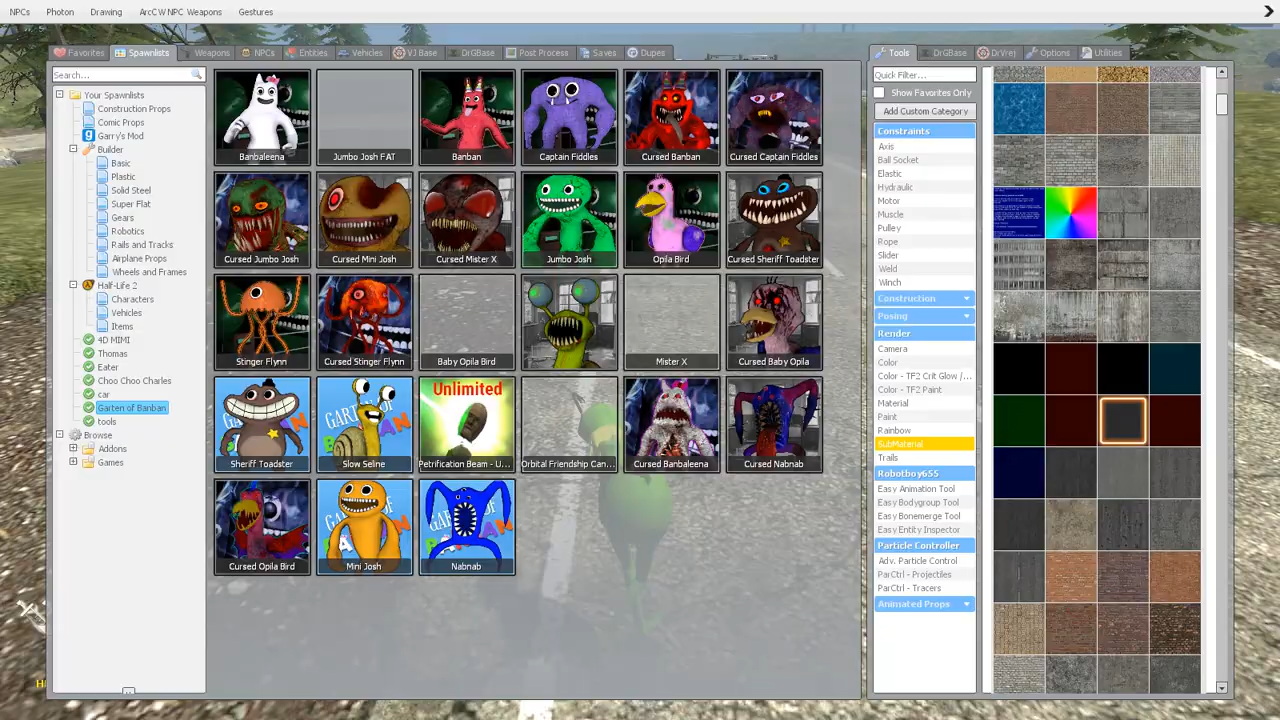 NPCs Photon Drawing ArcCW NPC Weapons Gestures
Favorites Spawnlists Weapons NPCs Entities Vehicles VJ Base DrGBase Post Process Saves Dupes
Search...
Your Spawnlists
Construction Props
Comic Props
Garry's Mod
Builder
Basic
Plastic
Solid Steel
Super Flat
Gears
Robotics
Rails and Tracks
Airplane Props
Wheels and Frames
Half-Life 2
Characters
Vehicles
Items
4D MIMI
Thomas
Eater
Choo Choo Charles
car
Garten of Banban
tools
Browse
Addons
Games
Banbaleena Jumbo Josh FAT Banban Captain Fiddles Cursed Banban Cursed Captain Fiddles
Cursed Jumbo Josh Cursed Mini Josh Cursed Mister X Jumbo Josh Opila Bird Cursed Sheriff Toadster
Stinger Flynn Cursed Stinger Flynn Baby Opila Bird Mister X Cursed Baby Opila
Unlimited
Sheriff Toadster Slow Seline Petrification Beam - U... Orbital Friendship Can... Cursed Banbaleena Cursed Nabnab
Cursed Opila Bird Mini Josh Nabnab
Tools DrGBase DrVrej Options Utilities
Quick Filter...
Show Favorites Only
Add Custom Category
Constraints
Axis
Ball Socket
Elastic
Hydraulic
Motor
Muscle
Pulley
Rope
Slider
Weld
Winch
Construction
Posing
Render
Camera
Color
Color - TF2 Crit Glow /...
Color - TF2 Paint
Material
Paint
Rainbow
SubMaterial
Trails
Robotboy655
Easy Animation Tool
Easy Bodygroup Tool
Easy Bonemerge Tool
Easy Entity Inspector
Particle Controller
Adv. Particle Control
ParCtrl - Projectiles
ParCtrl - Tracers
Animated Props